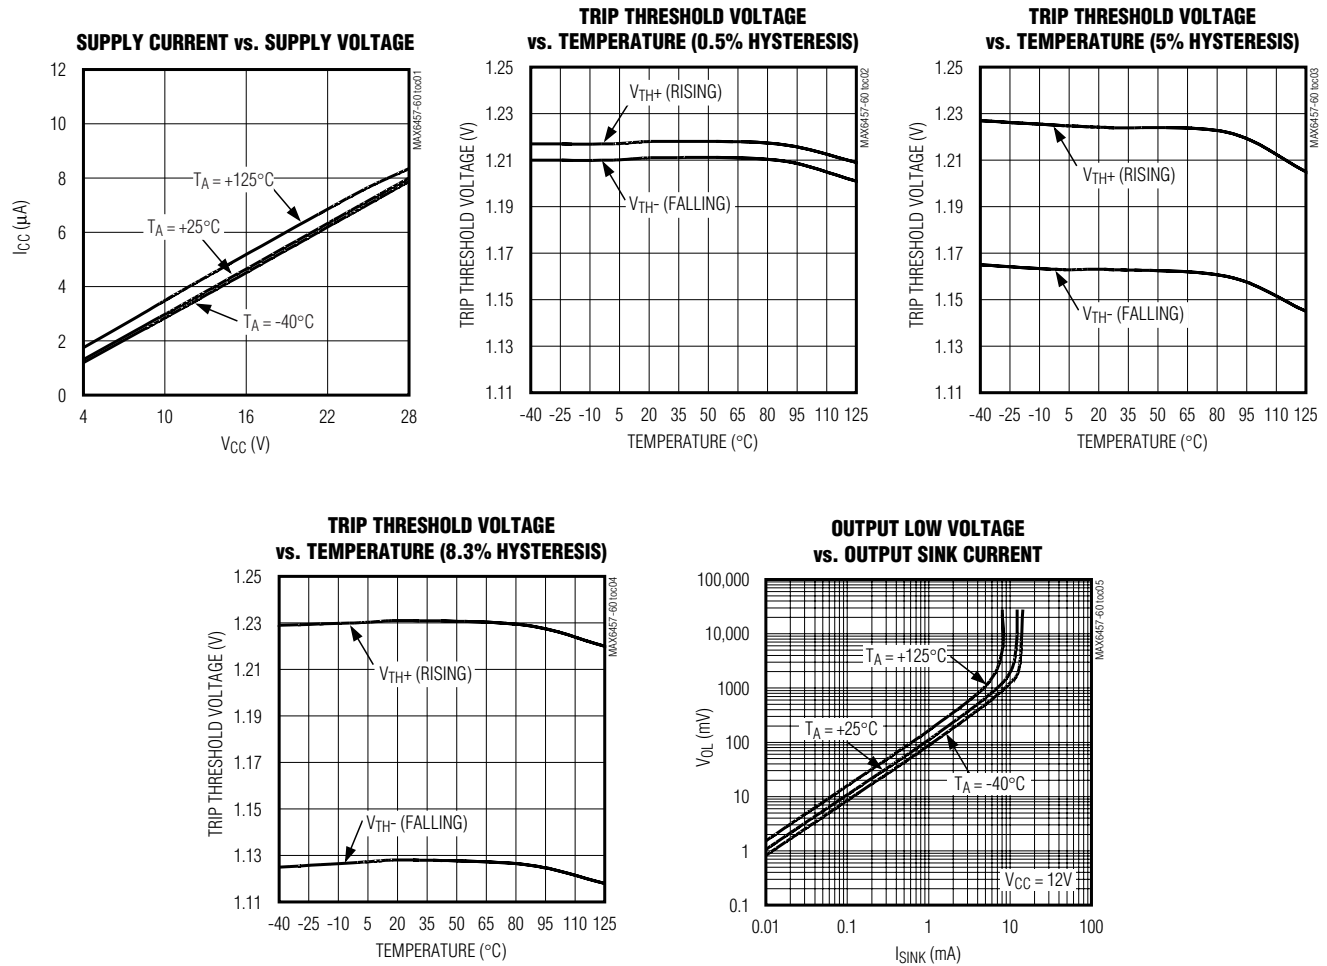 SUPPLY CURRENT vs. SUPPLY VOLTAGE
12
10
8
6
4
2
0
ICC (μA)
TA = +125°C
TA = +25°C
TA = -40°C
4 10 16 22 28
VCC (V)
MAX6457-60 toc01
TRIP THRESHOLD VOLTAGE
vs. TEMPERATURE (0.5% HYSTERESIS)
1.25
1.23
1.21
1.19
1.17
1.15
1.13
1.11
TRIP THRESHOLD VOLTAGE (V)
VTH+ (RISING)
VTH- (FALLING)
-40 -25 -10 5 20 35 50 65 80 95 110 125
TEMPERATURE (°C)
MAX6457-60 toc02
TRIP THRESHOLD VOLTAGE
vs. TEMPERATURE (5% HYSTERESIS)
1.25
1.23
1.21
1.19
1.17
1.15
1.13
1.11
TRIP THRESHOLD VOLTAGE (V)
VTH+ (RISING)
VTH- (FALLING)
-40 -25 -10 5 20 35 50 65 80 95 110 125
TEMPERATURE (°C)
MAX6457-60 toc03
TRIP THRESHOLD VOLTAGE
vs. TEMPERATURE (8.3% HYSTERESIS)
1.25
1.23
1.21
1.19
1.17
1.15
1.13
1.11
TRIP THRESHOLD VOLTAGE (V)
VTH+ (RISING)
VTH- (FALLING)
-40 -25 -10 5 20 35 50 65 80 95 110 125
TEMPERATURE (°C)
MAX6457-60 toc04
OUTPUT LOW VOLTAGE
vs. OUTPUT SINK CURRENT
100,000
10,000
1000
100
10
1
0.1
VOL (mV)
TA = +125°C
TA = +25°C
TA = -40°C
VCC = 12V
0.01 0.1 1 10 100
ISINK (mA)
MAX6457-60 toc05